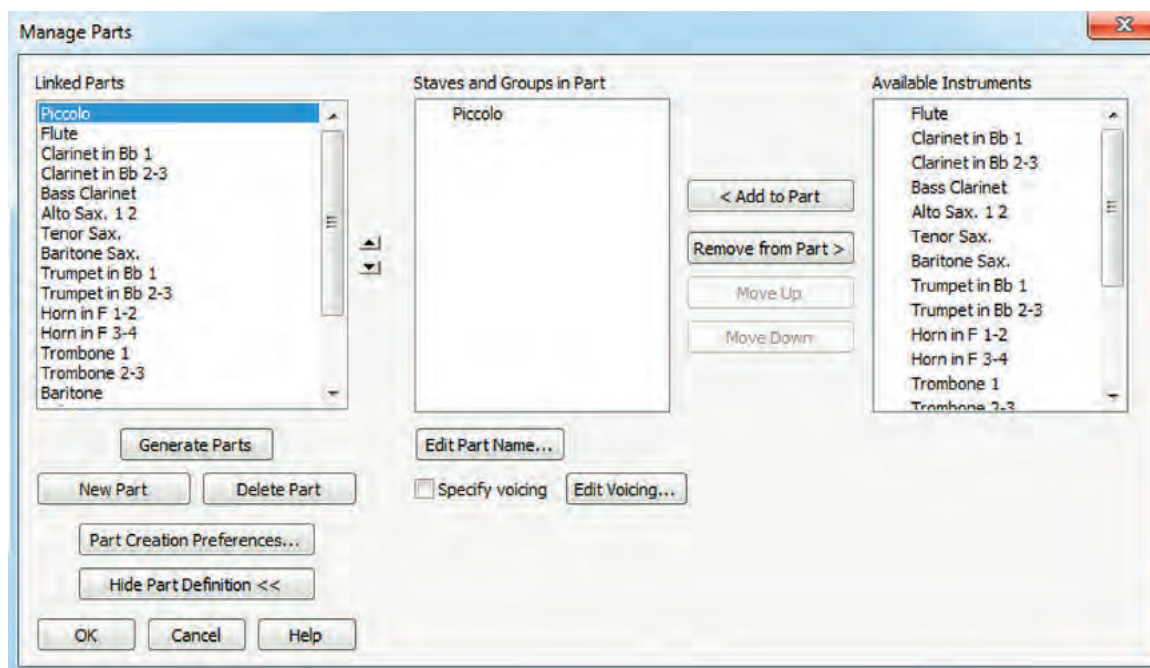 Manage Parts
X
Linked Parts
Piccolo
Flute
Clarinet in Bb 1
Clarinet in Bb 2-3
Bass Clarinet
Alto Sax. 1 2
Tenor Sax.
Baritone Sax.
Trumpet in Bb 1
Trumpet in Bb 2-3
Horn in F 1-2
Horn in F 3-4
Trombone 1
Trombone 2-3
Baritone
Generate Parts
New Part
Delete Part
Part Creation Preferences...
Hide Part Definition <<
OK
Cancel
Help
Staves and Groups in Part
Piccolo
Edit Part Name...
Specify voicing
Edit Voicing...
< Add to Part
Remove from Part >
Move Up
Move Down
Available Instruments
Flute
Clarinet in Bb 1
Clarinet in Bb 2-3
Bass Clarinet
Alto Sax. 1 2
Tenor Sax.
Baritone Sax.
Trumpet in Bb 1
Trumpet in Bb 2-3
Horn in F 1-2
Horn in F 3-4
Trombone 1
Trombone 2-3